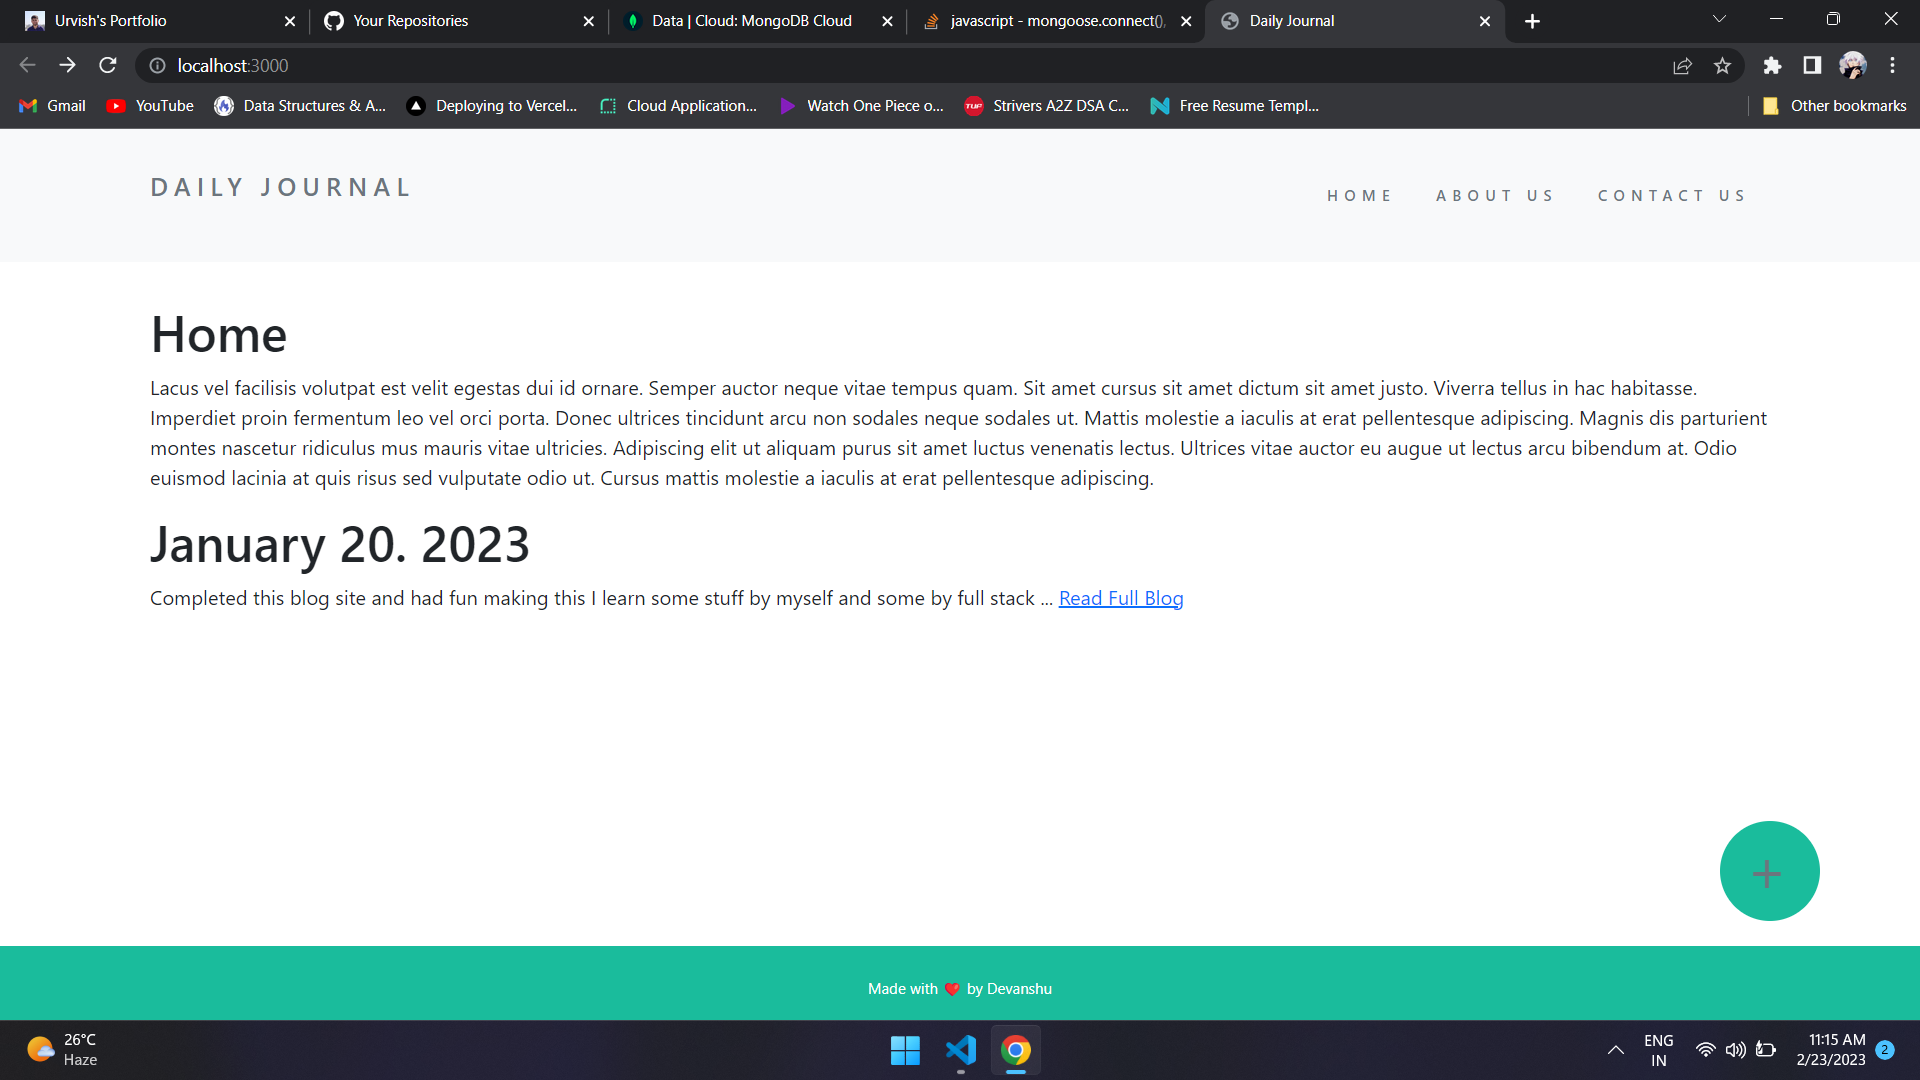 Urvish's Portfolio
Your Repositories
Data | Cloud: MongoDB Cloud
javascript - mongoose.connect(),
Daily Journal
localhost:3000
Gmail
YouTube
Data Structures & A...
Deploying to Vercel...
Cloud Application...
Watch One Piece o...
TUF
Strivers A2Z DSA C...
Free Resume Templ...
Other bookmarks
DAILY JOURNAL
HOME
ABOUT US
CONTACT US
Home
Lacus vel facilisis volutpat est velit egestas dui id ornare. Semper auctor neque vitae tempus quam. Sit amet cursus sit amet dictum sit amet justo. Viverra tellus in hac habitasse.
Imperdiet proin fermentum leo vel orci porta. Donec ultrices tincidunt arcu non sodales neque sodales ut. Mattis molestie a iaculis at erat pellentesque adipiscing. Magnis dis parturient
montes nascetur ridiculus mus mauris vitae ultricies. Adipiscing elit ut aliquam purus sit amet luctus venenatis lectus. Ultrices vitae auctor eu augue ut lectus arcu bibendum at. Odio
euismod lacinia at quis risus sed vulputate odio ut. Cursus mattis molestie a iaculis at erat pellentesque adipiscing.
January 20. 2023
Completed this blog site and had fun making this I learn some stuff by myself and some by full stack ... Read Full Blog
+
Made with ❤️ by Devanshu
26°C
Haze
ENG
IN
11:15 AM
2/23/2023
2